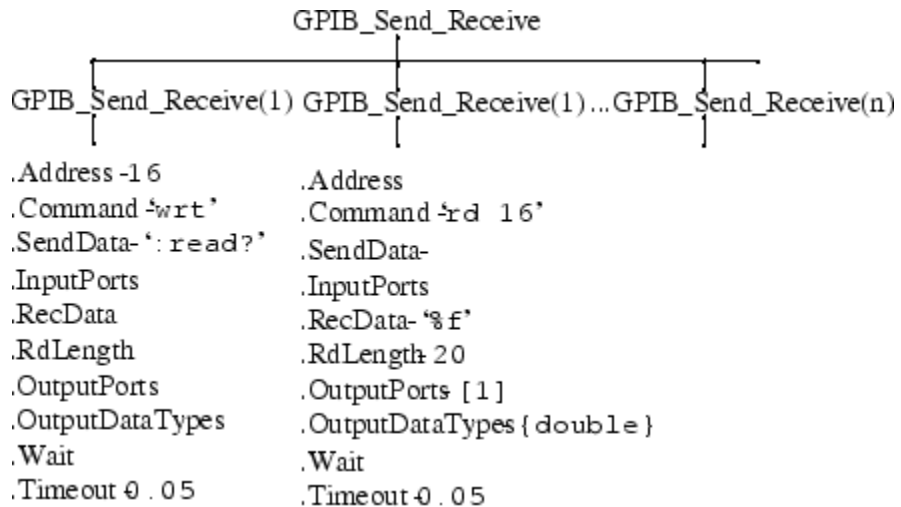 GPIB_Send_Receive
GPIB_Send_Receive(1) GPIB_Send_Receive(1)...GPIB_Send_Receive(n)
.Address -16
.Command -‘wrt’
.SendData- ‘:read?’
.InputPorts
.RecData
.RdLength
.OutputPorts
.OutputDataTypes
.Wait
.Timeout -0.05
.Address
.Command -‘rd 16’
.SendData-
.InputPorts
.RecData- ‘%f’
.RdLength- 20
.OutputPorts- [1]
.OutputDataTypes-{double}
.Wait
.Timeout -0.05